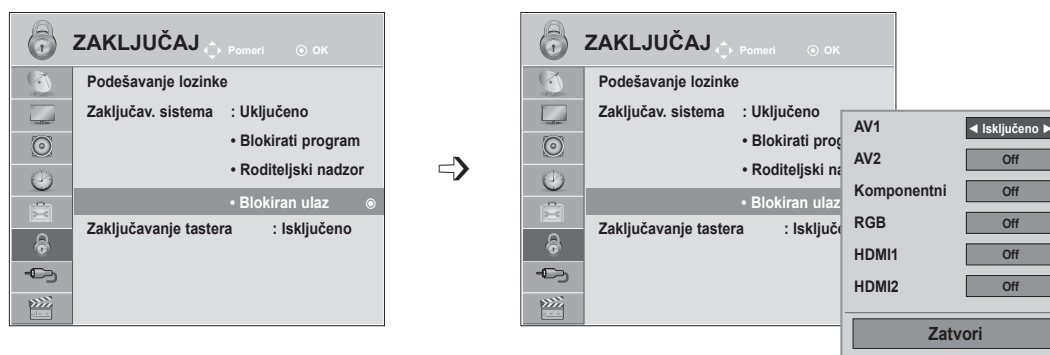 ZAKLJUČAJ
Pomeri OK
Podešavanje lozinke
Zaključav. sistema : Uključeno
• Blokirati program
• Roditeljski nadzor
• Blokiran ulaz
Zaključavanje tastera : Isključeno
ZAKLJUČAJ
Pomeri OK
Podešavanje lozinke
Zaključav. sistema : Uključeno
• Blokirati prog
• Roditeljski na
• Blokiran ulaz
Zaključavanje tastera : Isključe
AV1 ◄ Isključeno ►
AV2 Off
Komponentni Off
RGB Off
HDMI1 Off
HDMI2 Off
Zatvori